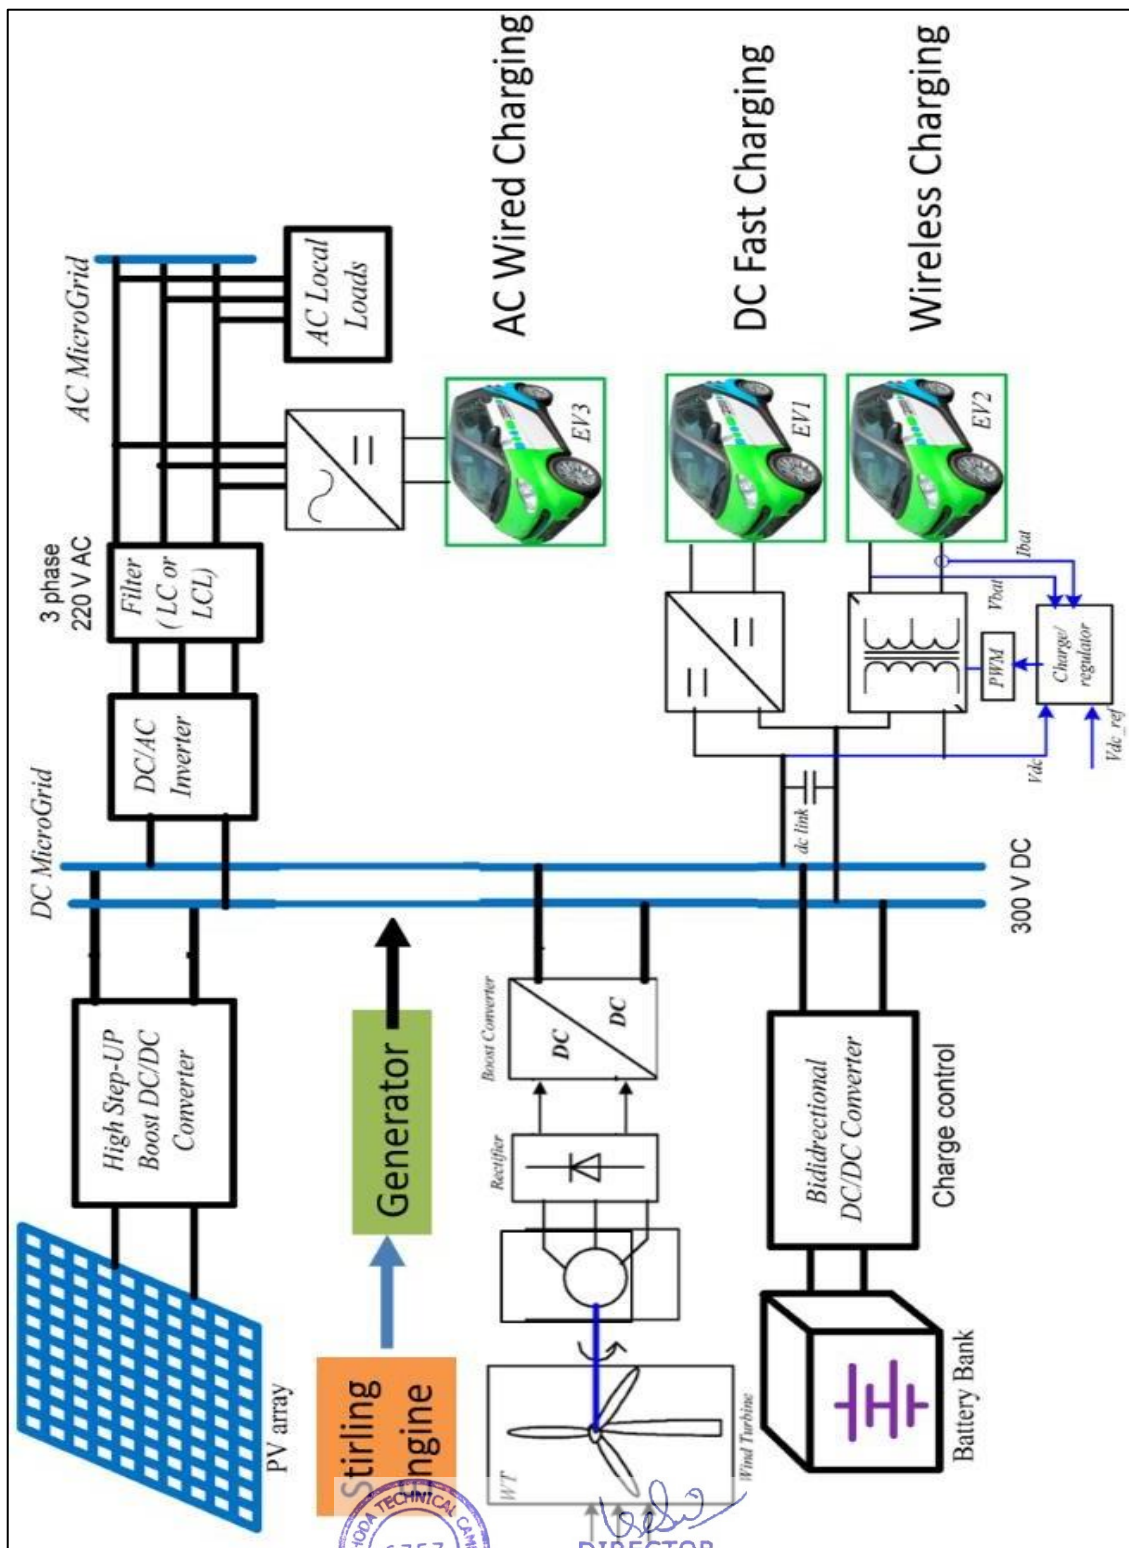 PV array
High Step-UP
Boost DC/DC
Converter
DC MicroGrid
DC/AC
Inverter
3 phase
220 V AC
Filter
( LC or
LCL)
AC MicroGrid
AC Local
Loads
EV3
AC Wired Charging
Stirling
Engine
Generator
WT
Wind Turbine
Rectifier
Boost Converter
DC
DC
EV1
DC Fast Charging
dc link
EV2
Wireless Charging
Vdc
Vdc_ref
PWM
Charge/
regulator
Vbat
Ibat
300 V DC
Battery Bank
Bididrectional
DC/DC Converter
Charge control
TECHNICAL
DIRECTOR